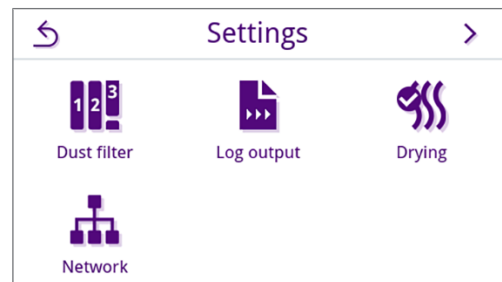 Settings
1 2 3
Dust filter
Log output
Drying
Network